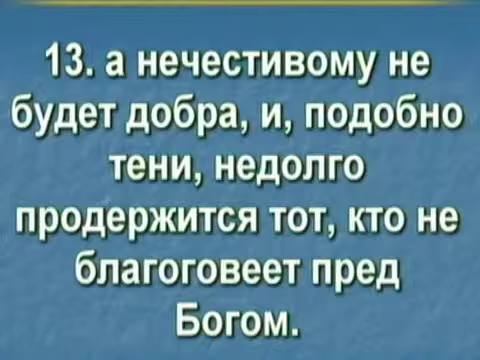 13. а нечестивому не
будет добра, и, подобно
тени, недолго
продержится тот, кто не
благоговеет пред
Богом.